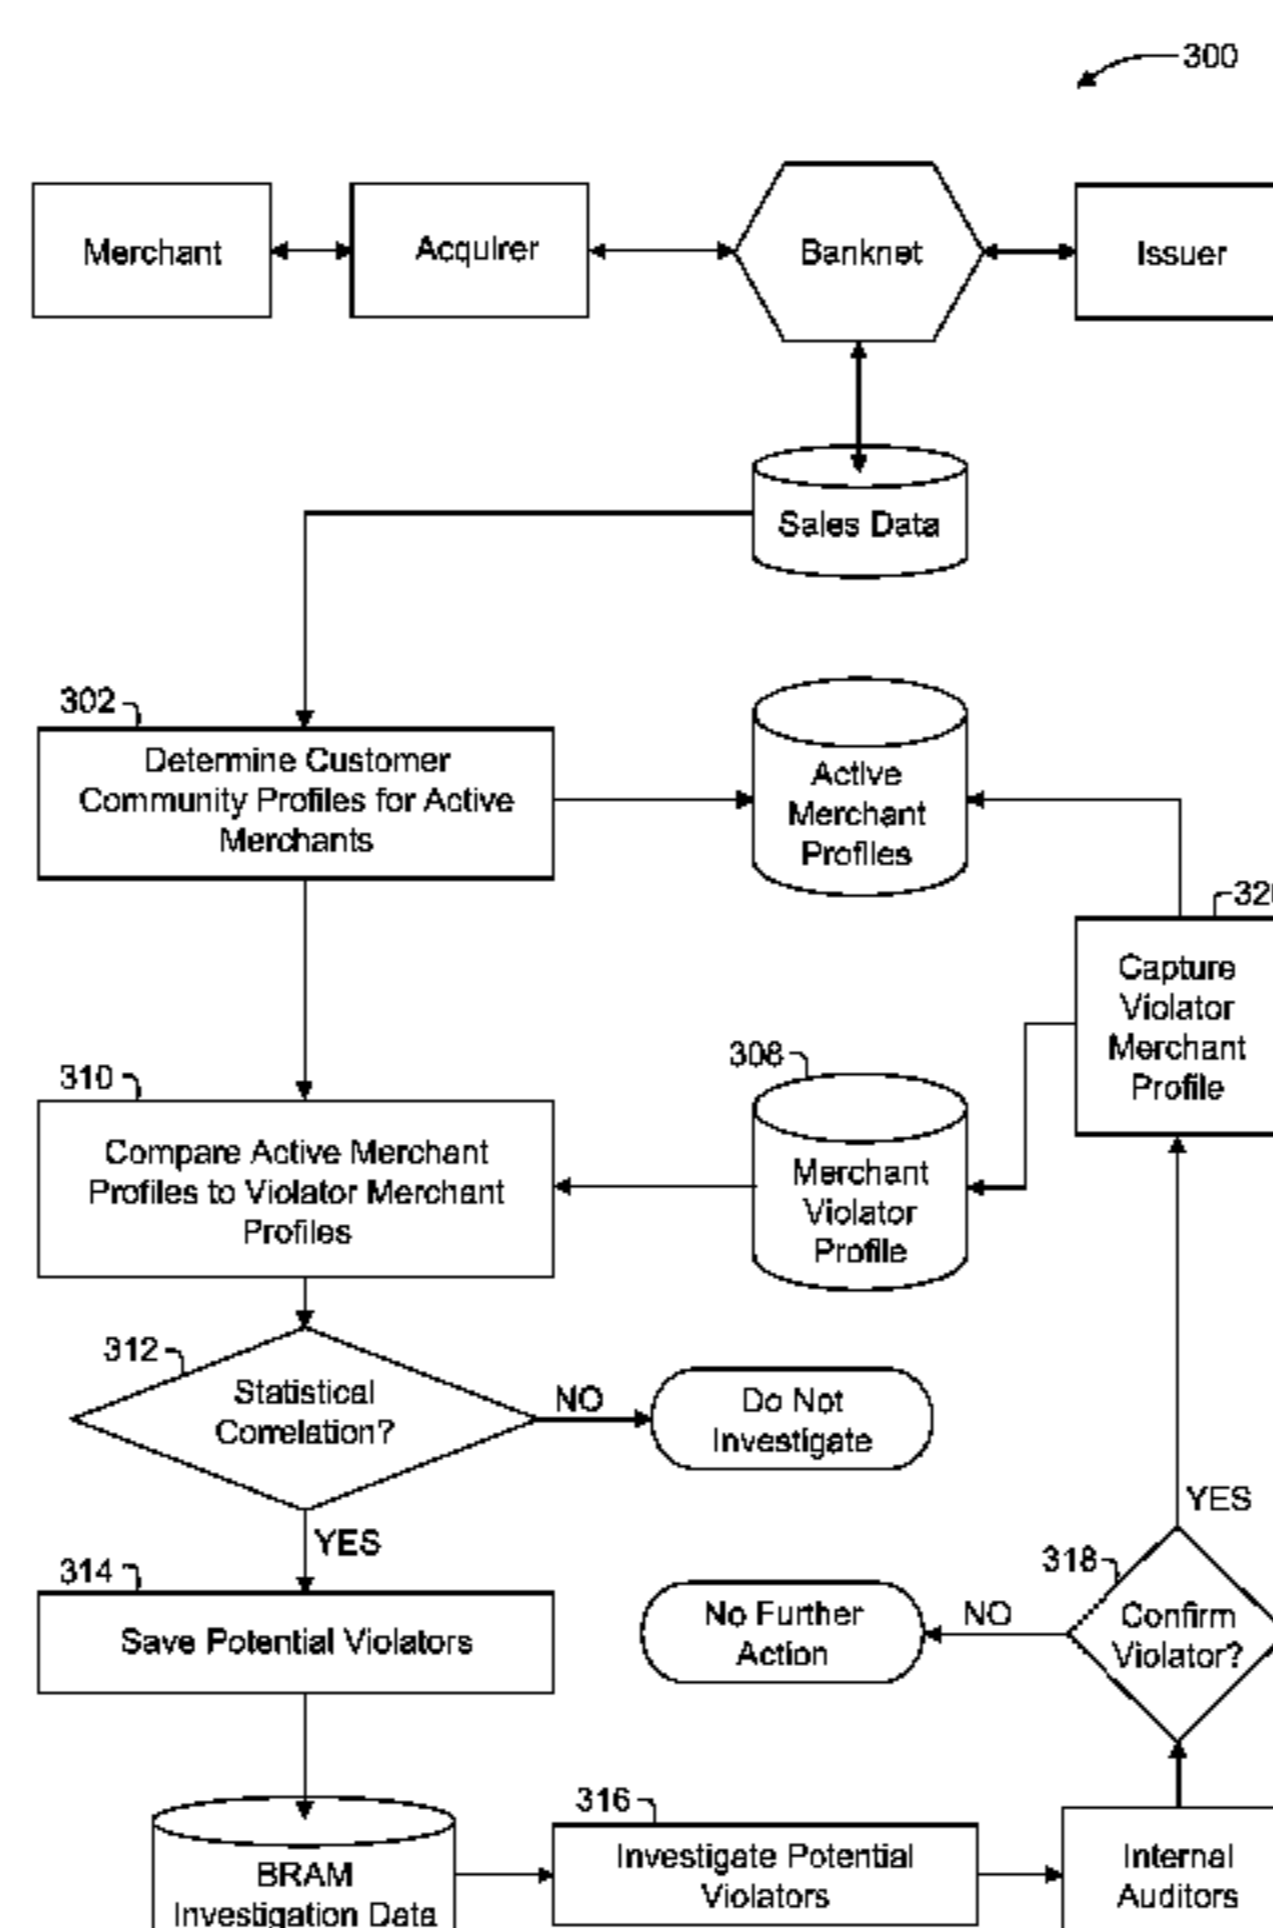 300
Merchant
Acquirer
Banknet
Issuer
Sales Data
302
Determine Customer
Community Profiles for Active
Merchants
Active
Merchant
Profiles
Capture
Violator
Merchant
Profile
308
Merchant
Violator
Profile
310
Compare Active Merchant
Profiles to Violator Merchant
Profiles
312
Statistical
Correlation?
NO
Do Not
Investigate
YES
314
Save Potential Violators
YES
318
Confirm
Violator?
NO
No Further
Action
BRAM
Investigation Data
316
Investigate Potential
Violators
Internal
Auditors